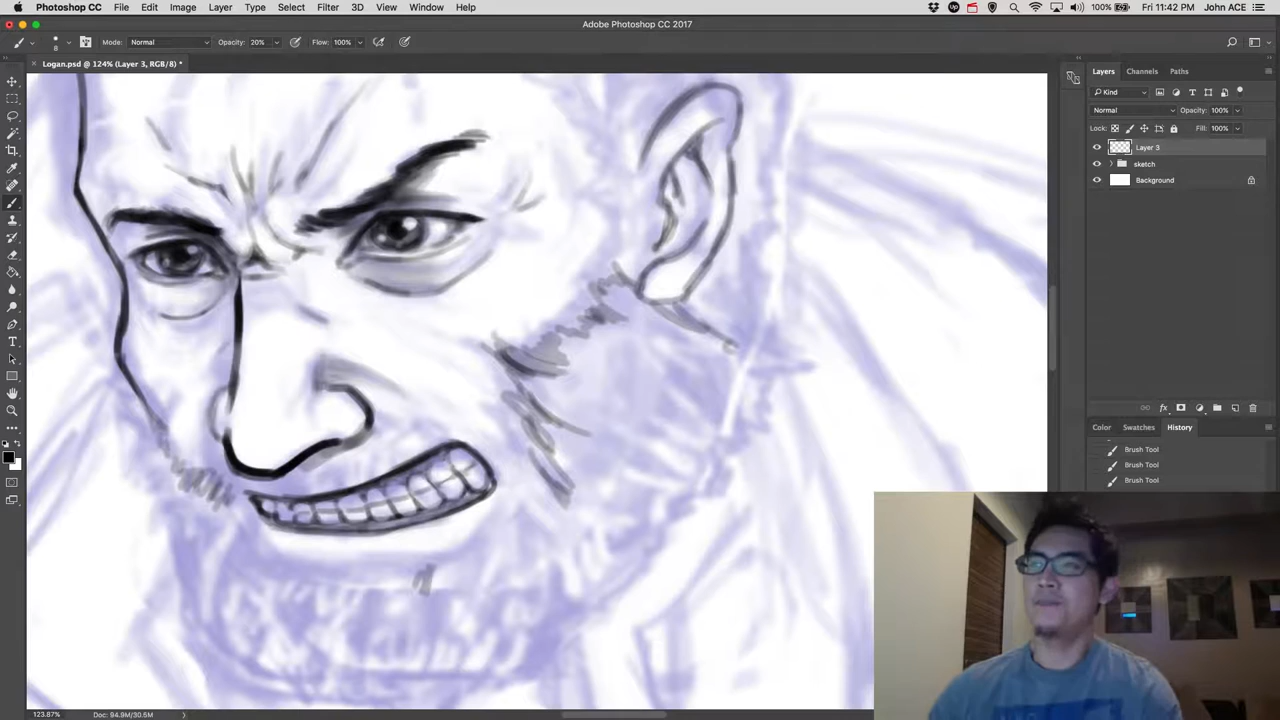 Photoshop CC File Edit Image Layer Type Select Filter 3D View Window Help 100% Fri 11:42 PM John ACE
Adobe Photoshop CC 2017
Mode: Normal Opacity: 20% Flow: 100%
Logan.psd @ 124% (Layer 3, RGB/8) *
Layers Channels Paths
Kind
Normal Opacity: 100%
Lock: Fill: 100%
Layer 3
sketch
Background
Color Swatches History
Brush Tool
Brush Tool
Brush Tool
123.87% Doc: 94.9M/30.5M